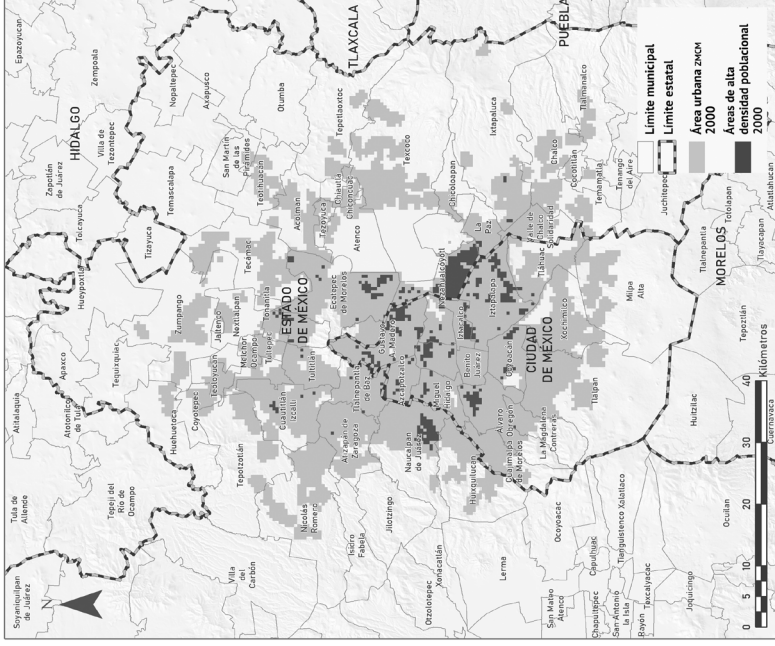 Soyaniquilpan
de Juárez
Tula de
Allende
Atitalaquia
Epazoyucan
Tepeji del
Río de
Ocampo
Atotonilco
de Tula
Apaxco
Hueypoxtla
Tolcayuca
Zapotlán
de Juárez
HIDALGO
Villa de
Tezontepec
Zempoala
Tequixquiac
Tizayuca
Temascalapa
Nopaltepec
Axapusco
Villa
del
Carbón
Tepotzotlán
Huehuetoca
Coyotepec
Zumpango
Teoloyucan
Jaltenco
Nextlalpan
Tecámac
San Martín
de las
Pirámides
Teotihuacan
Otumba
Nicolás
Romero
Cuautitlán
Izcalli
Melchor
Ocampo
Tultepec
Tonanitla
Tultitlán
ESTADO
DE MÉXICO
Acolman
Tezoyuca
Chiautla
Chiconcuac
Tepetlaoxtoc
TLAXCALA
Isidro
Fabela
Atizapán de
Zaragoza
Tlalnepantla
de Baz
Ecatepec
de Morelos
Atenco
Jilotzingo
Azcapotzalco
Gustavo A.
Madero
Texcoco
Otzolotepec
Xonacatlán
Naucalpan
de Juárez
Miguel
Hidalgo
Nezahualcóyotl
Chicoloapan
Huixquilucan
Benito
Juárez
Iztacalco
La
Paz
Ixtapaluca
Lerma
Cuajimalpa
de Morelos
Álvaro Obregón
Coyoacán
Iztapalapa
Ocoyoacac
La Magdalena
Contreras
CIUDAD
DE MÉXICO
Tláhuac
Valle de
Chalco
Solidaridad
Chalco
Cocotitlán
Tlalmanalco
PUEBLA
San Mateo
Atenco
Capulhuac
Tlalpan
Xochimilco
Temamatla
Chapultepec
San Antonio
la Isla
Tianguistenco
Xalatlaco
Milpa
Alta
Tenango
del Aire
Rayón
Texcalyacac
Juchitepec
Joquicingo
Ocuilan
Huitzilac
Tepoztlán
Tlalnepantla
MORELOS
Totolapan
Tlayacapan
Atlatlahucan
Cuernavaca
N
0 5 10 20 30 40
Kilómetros
Límite municipal
Límite estatal
Área urbana ZMCM
2000
Áreas de alta
densidad poblacional
2000